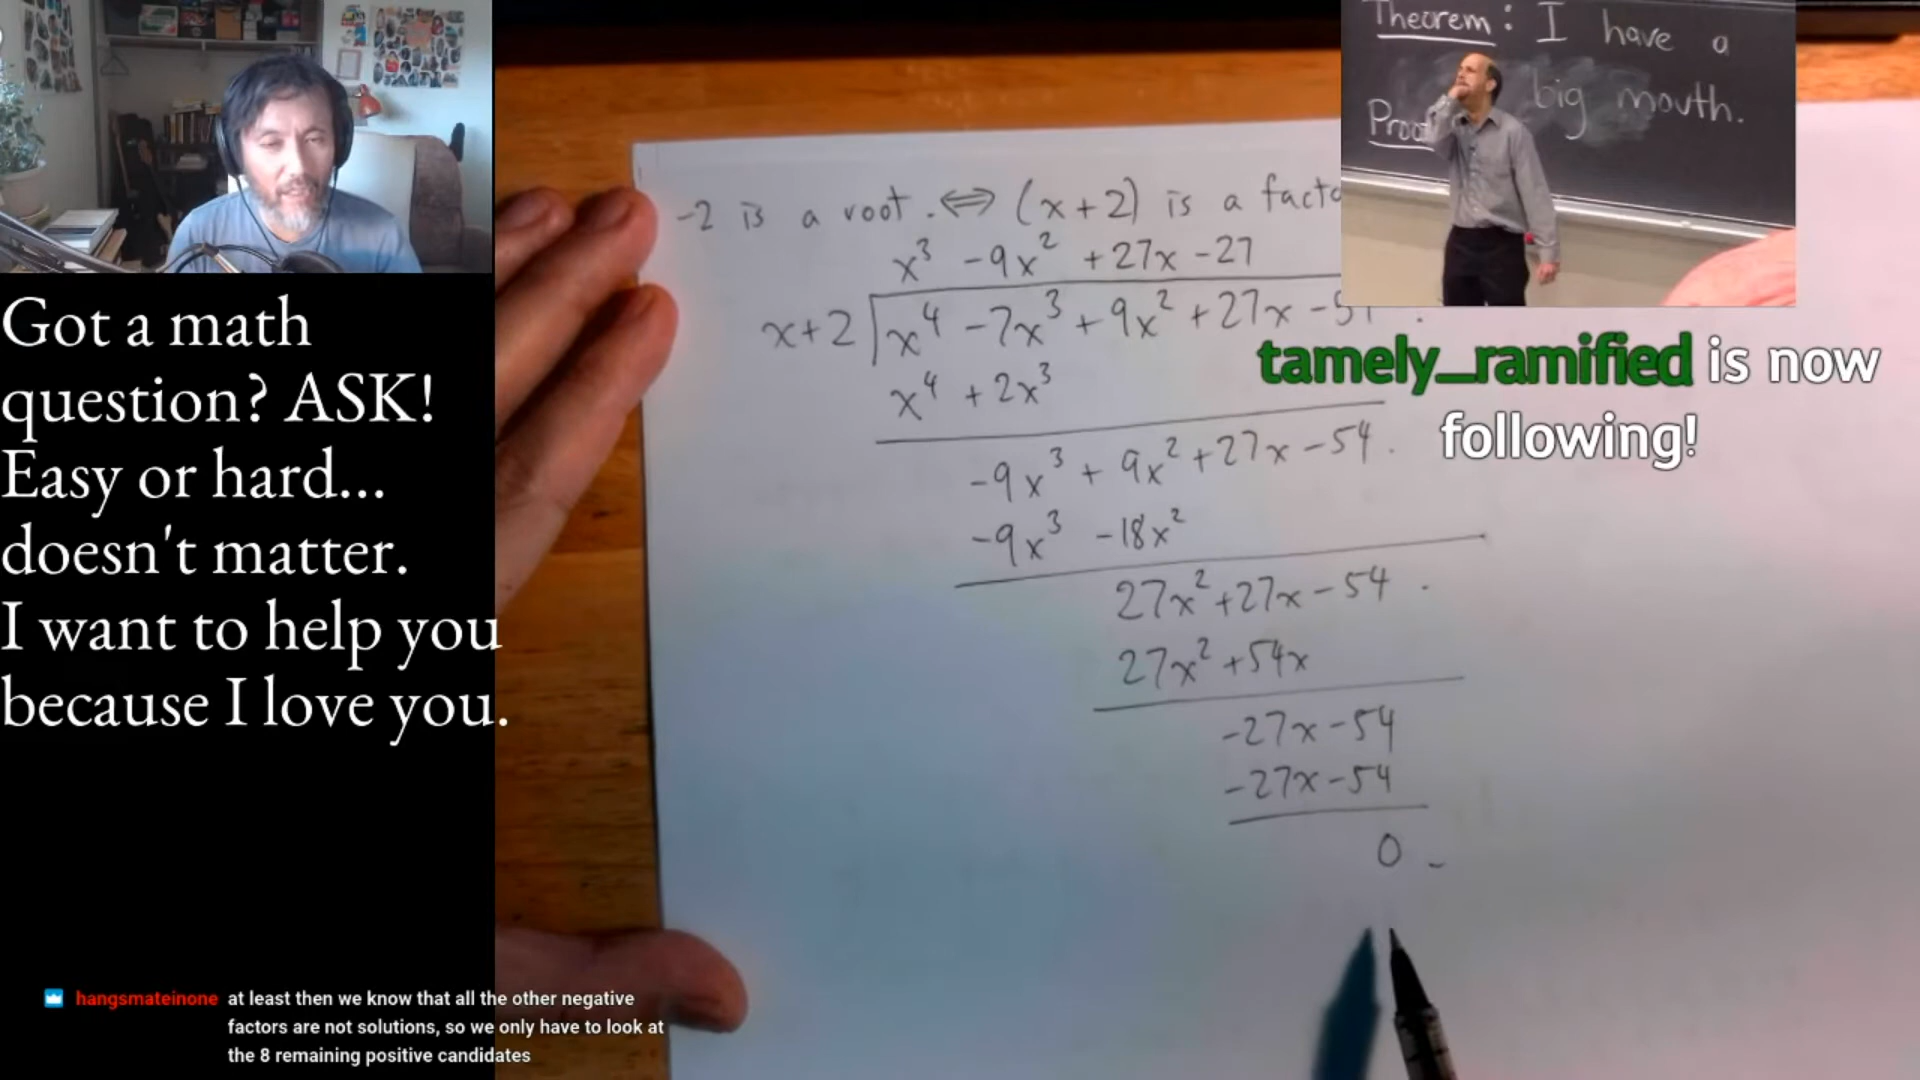 Got a math
question? ASK!
Easy or hard...
doesn't matter.
I want to help you
because I love you.
hangsmateinone at least then we know that all the other negative
factors are not solutions, so we only have to look at
the 8 remaining positive candidates
-2 is a root. ⟺ (x+2) is a facto
x³ -9x² +27x -27
x+2 x⁴ -7x³ +9x² +27x -54.
x⁴ +2x³
-9x³ + 9x² +27x -54.
-9x³ -18x²
27x² +27x -54.
27x² +54x
-27x -54
-27x -54
0
Theorem: I have a
big mouth.
tamely_ramified is now
following!